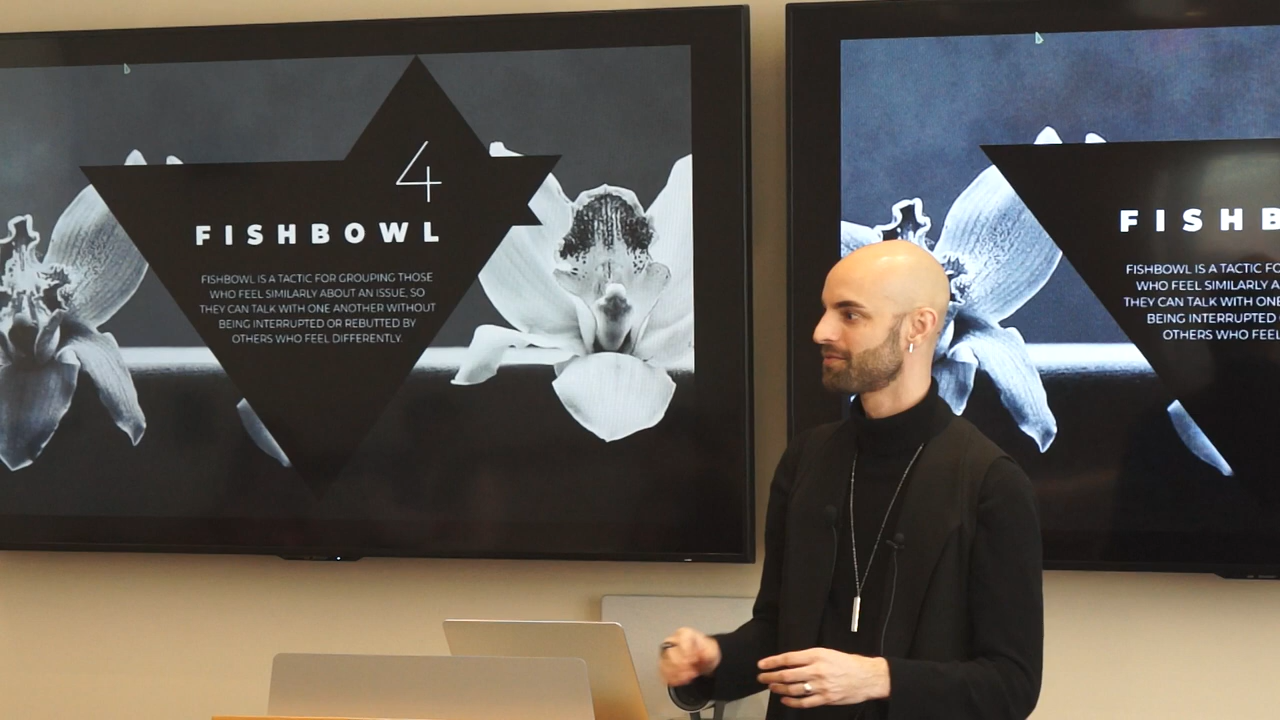 4
FISHBOWL
FISHBOWL IS A TACTIC FOR GROUPING THOSE
WHO FEEL SIMILARLY ABOUT AN ISSUE, SO
THEY CAN TALK WITH ONE ANOTHER WITHOUT
BEING INTERRUPTED OR REBUTTED BY
OTHERS WHO FEEL DIFFERENTLY.
FISHB
FISHBOWL IS A TACTIC FO
WHO FEEL SIMILARLY A
THEY CAN TALK WITH ONE
BEING INTERRUPTED
OTHERS WHO FEEL